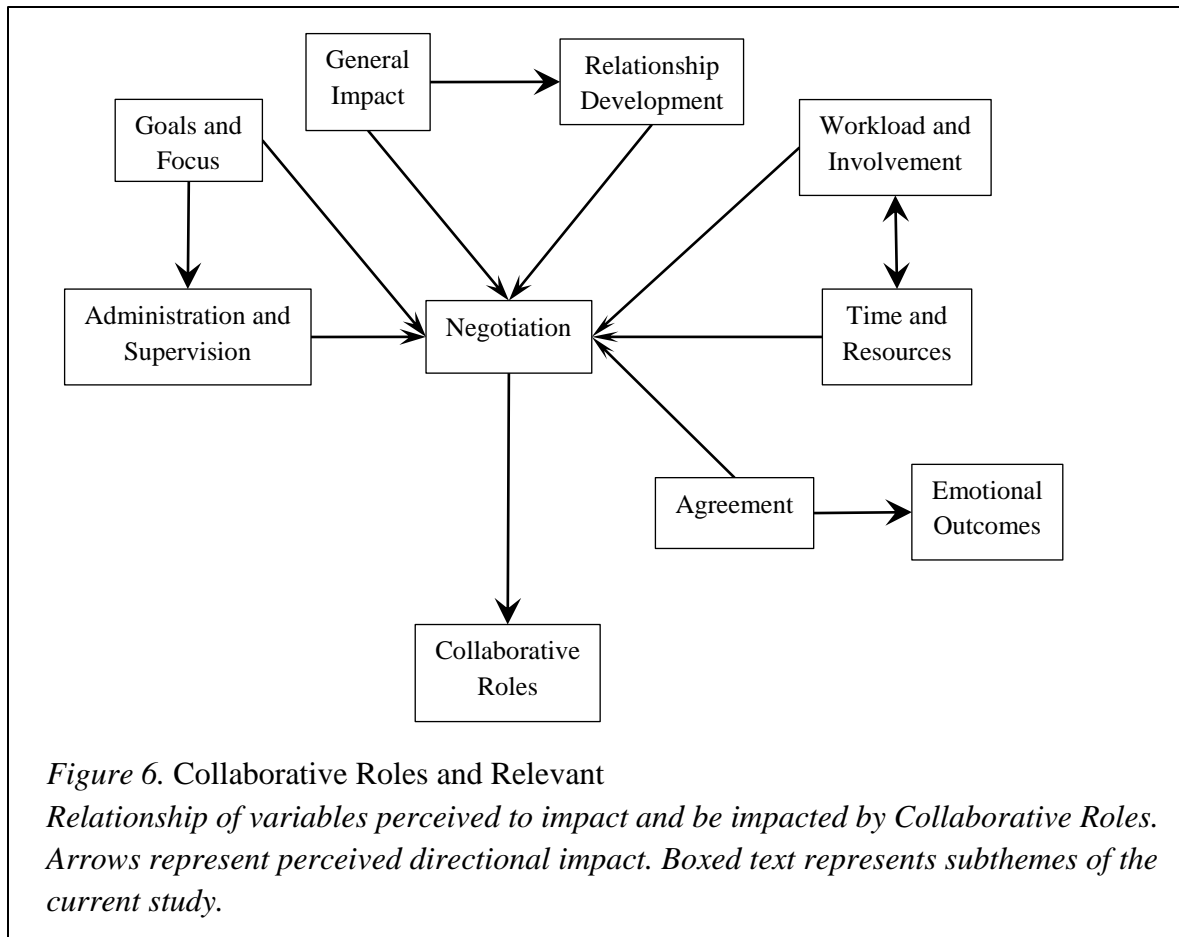 General
Impact
Relationship
Development
Goals and
Focus
Workload and
Involvement
Administration and
Supervision
Negotiation
Time and
Resources
Agreement
Emotional
Outcomes
Collaborative
Roles
Figure 6. Collaborative Roles and Relevant
Relationship of variables perceived to impact and be impacted by Collaborative Roles.
Arrows represent perceived directional impact. Boxed text represents subthemes of the
current study.